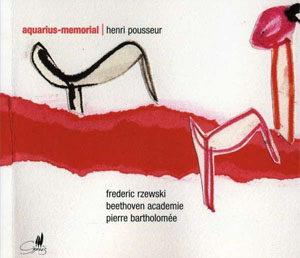 aquarius-memorial | henri pousseur
frederic rzewski
beethoven academie
pierre bartholomée